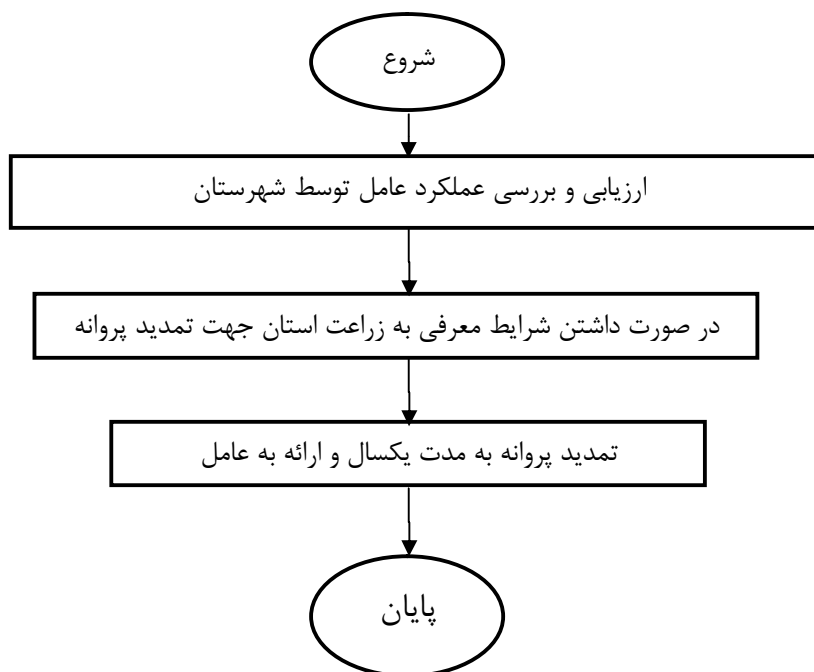 شروع
ارزیابی و بررسی عملکرد عامل توسط شهرستان
در صورت داشتن شرایط معرفی به زراعت استان جهت تمدید پروانه
تمدید پروانه به مدت یکسال و ارائه به عامل
پایان